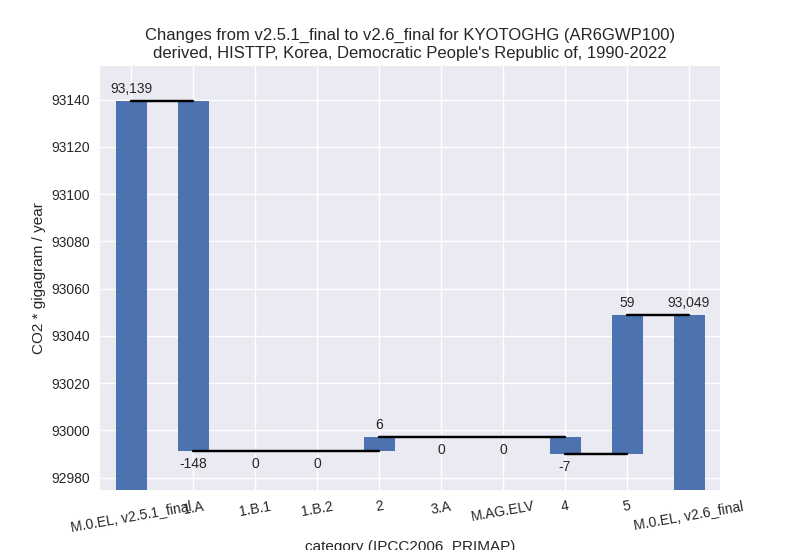 Changes from v2.5.1_final to v2.6_final for KYOTOGHG (AR6GWP100)
derived, HISTTP, Korea, Democratic People's Republic of, 1990-2022
CO2 * gigagram / year
93140
93120
93100
93080
93060
93040
93020
93000
92980
93,139
-148
0
0
6
0
0
-7
59
93,049
M.0.EL, v2.5.1_final
1.A
1.B.1
1.B.2
2
3.A
M.AG.ELV
4
5
M.0.EL, v2.6_final
category (IPCC2006_PRIMAP)